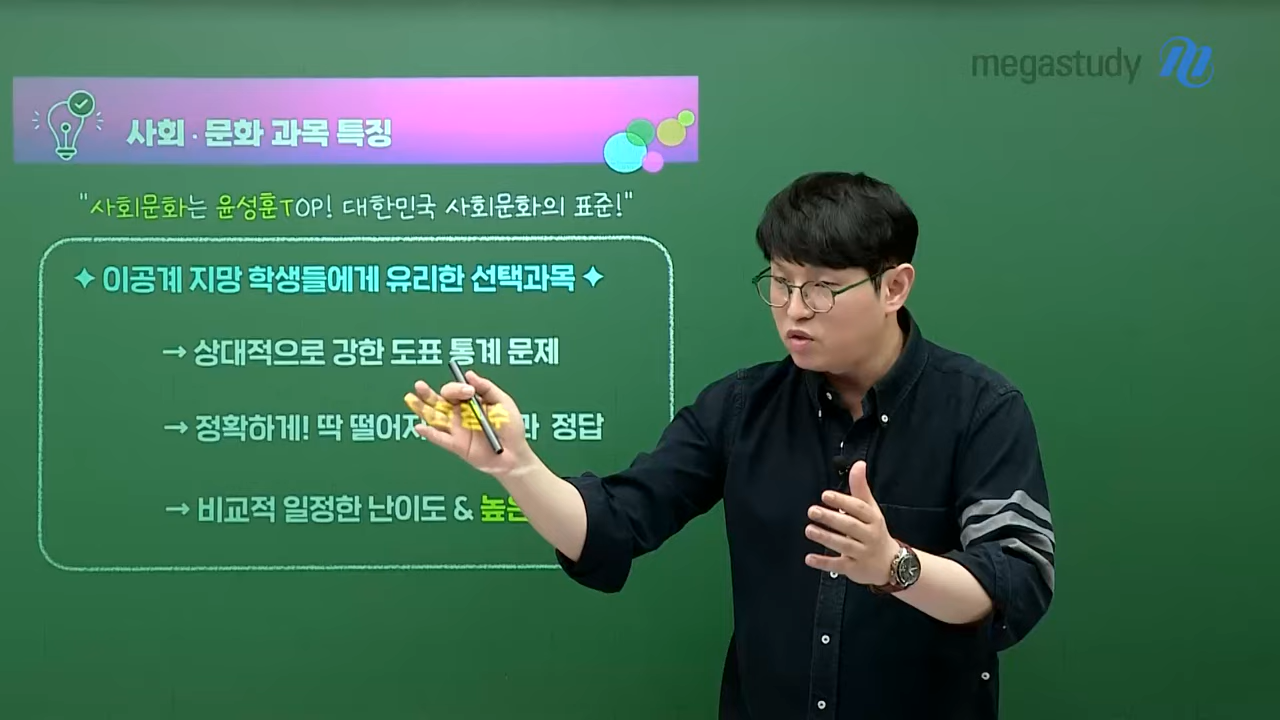 megastudy
사회·문화 과목 특징
"사회문화는 윤성훈TOP! 대한민국 사회문화의 표준!"
✦ 이공계 지망 학생들에게 유리한 선택과목 ✦
→ 상대적으로 강한 도표 통계 문제
→ 정확하게! 딱 정답
→ 비교적 일정한 난이도 &